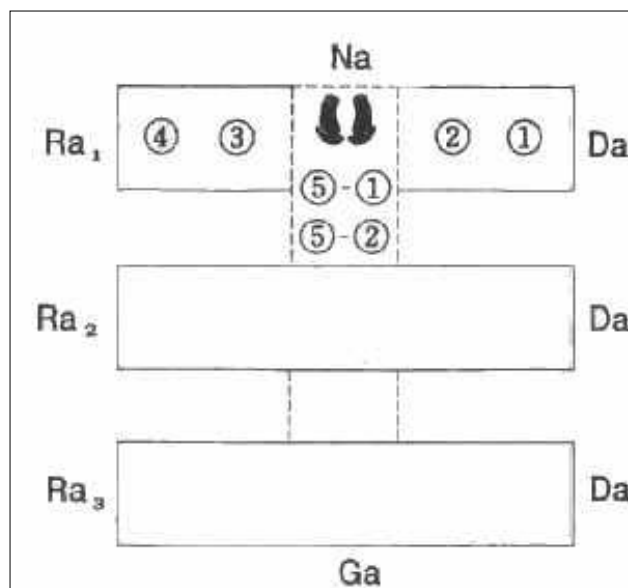 Na
Ra₁ ④ ③ ② ① Da
⑤-①
⑤-②
Ra₂ Da
Ra₃ Da
Ga